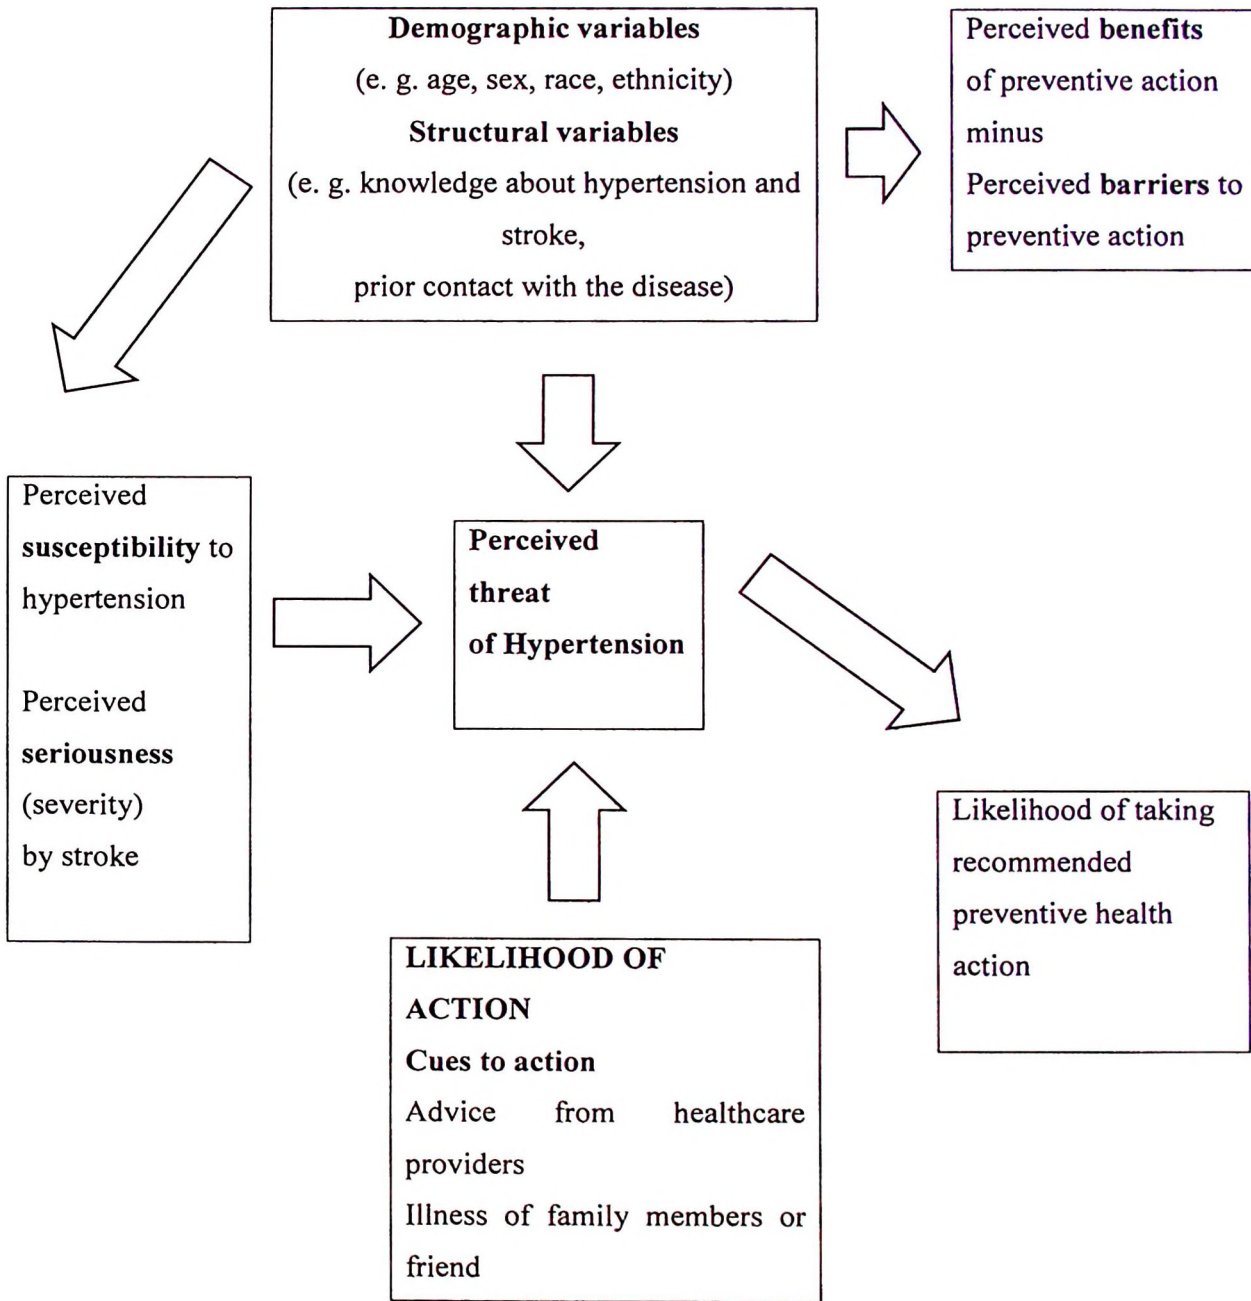 Demographic variables
(e. g. age, sex, race, ethnicity)
Structural variables
(e. g. knowledge about hypertension and
stroke,
prior contact with the disease)
Perceived benefits
of preventive action
minus
Perceived barriers to
preventive action
Perceived
susceptibility to
hypertension
Perceived
seriousness
(severity)
by stroke
Perceived
threat
of Hypertension
Likelihood of taking
recommended
preventive health
action
LIKELIHOOD OF
ACTION
Cues to action
Advice from healthcare
providers
Illness of family members or
friend